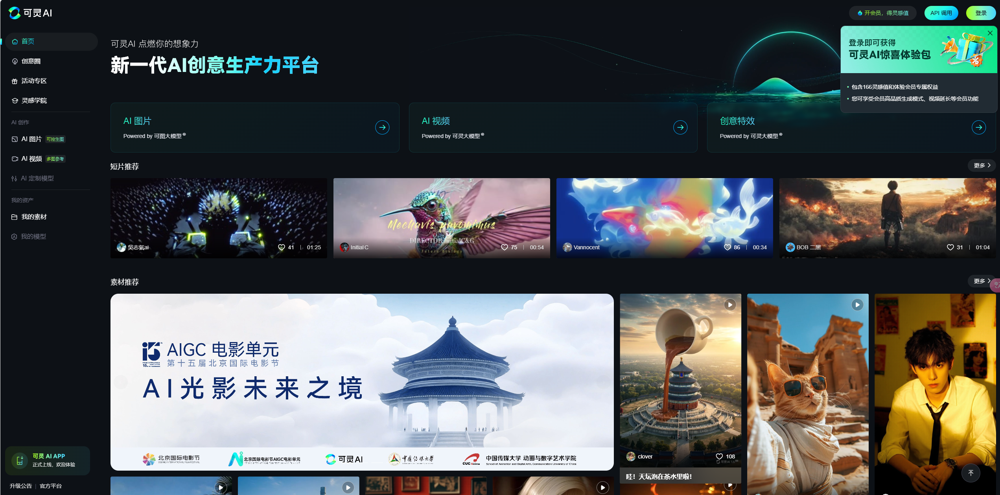 可灵AI
开会员，得灵感值
API 调用
登录
首页
创意圈
活动专区
灵感学院
AI 创作
AI 图片 可控生图
AI 视频 多图参考
AI 定制模型
我的资产
我的素材
我的模型
可灵 AI APP
正式上线，欢迎体验
升级公告 | 官方平台
可灵AI 点燃你的想象力
新一代AI创意生产力平台
登录即可获得
可灵AI惊喜体验包
• 包含166灵感值和体验会员专属权益
• 您可享受会员高品质生成模式、视频延长等会员功能
AI 图片
Powered by 可图大模型®
AI 视频
Powered by 可灵大模型®
创意特效
Powered by 可灵大模型®
短片推荐
更多
吳志氣ai
41 | 01:25
Mechavis pavonimus
DIRECTOR:InitialC&G
Future Biology
Initial C
75 | 00:54
Vannocent
86 | 00:34
BOB 二黑
31 | 01:04
素材推荐
更多
AIGC 电影单元
第十五届北京国际电影节
AI光影未来之境
北京国际电影节
BEIJING INTERNATIONAL FILM FESTIVAL
北京国际电影节AIGC电影单元
可灵AI
中国传媒大学
CUC Anima
中国传媒大学 动画与数字艺术学院
School of Animation and Digital Arts, Communication University of China
clover
108
可灵AI 1.6
哇！天坛泡在茶水里啦！